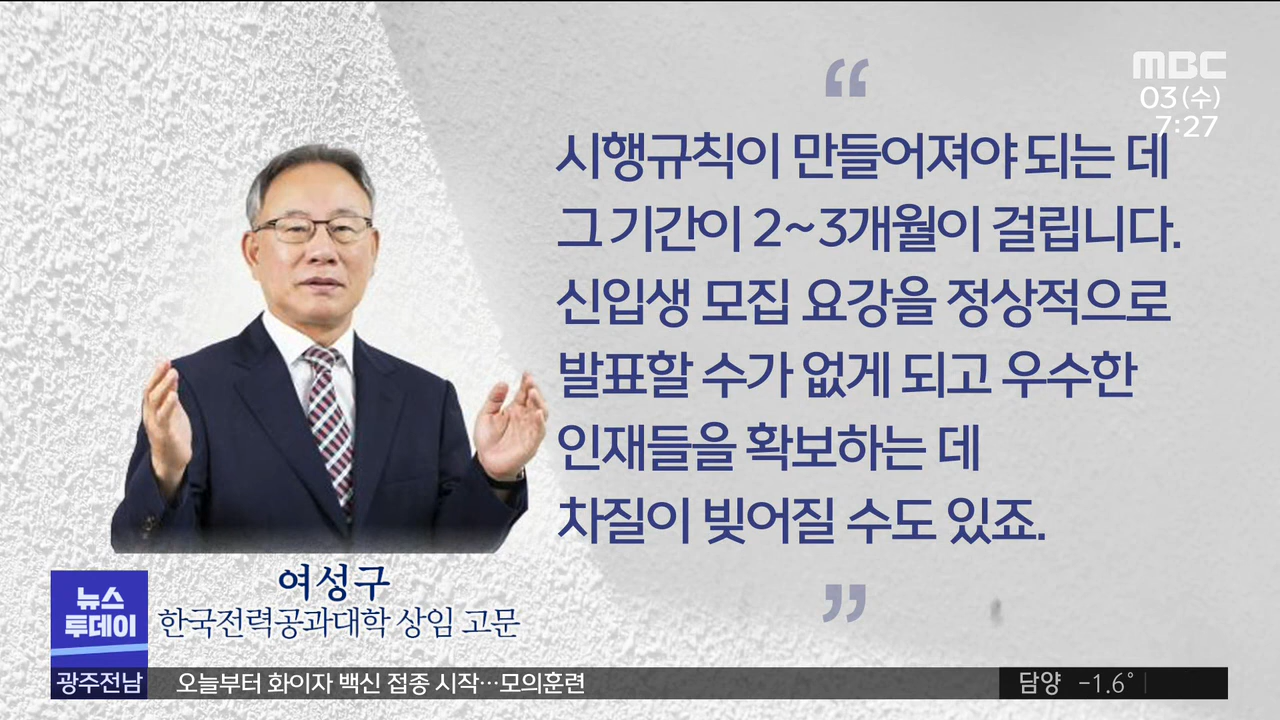 MBC
03(수)
7:27
“
시행규칙이 만들어져야 되는 데
그 기간이 2~3개월이 걸립니다.
신입생 모집 요강을 정상적으로
발표할 수가 없게 되고 우수한
인재들을 확보하는 데
차질이 빚어질 수도 있죠.
”
여성구
한국전력공과대학 상임 고문
뉴스
투데이
광주전남
오늘부터 화이자 백신 접종 시작…모의훈련
담양 -1.6°